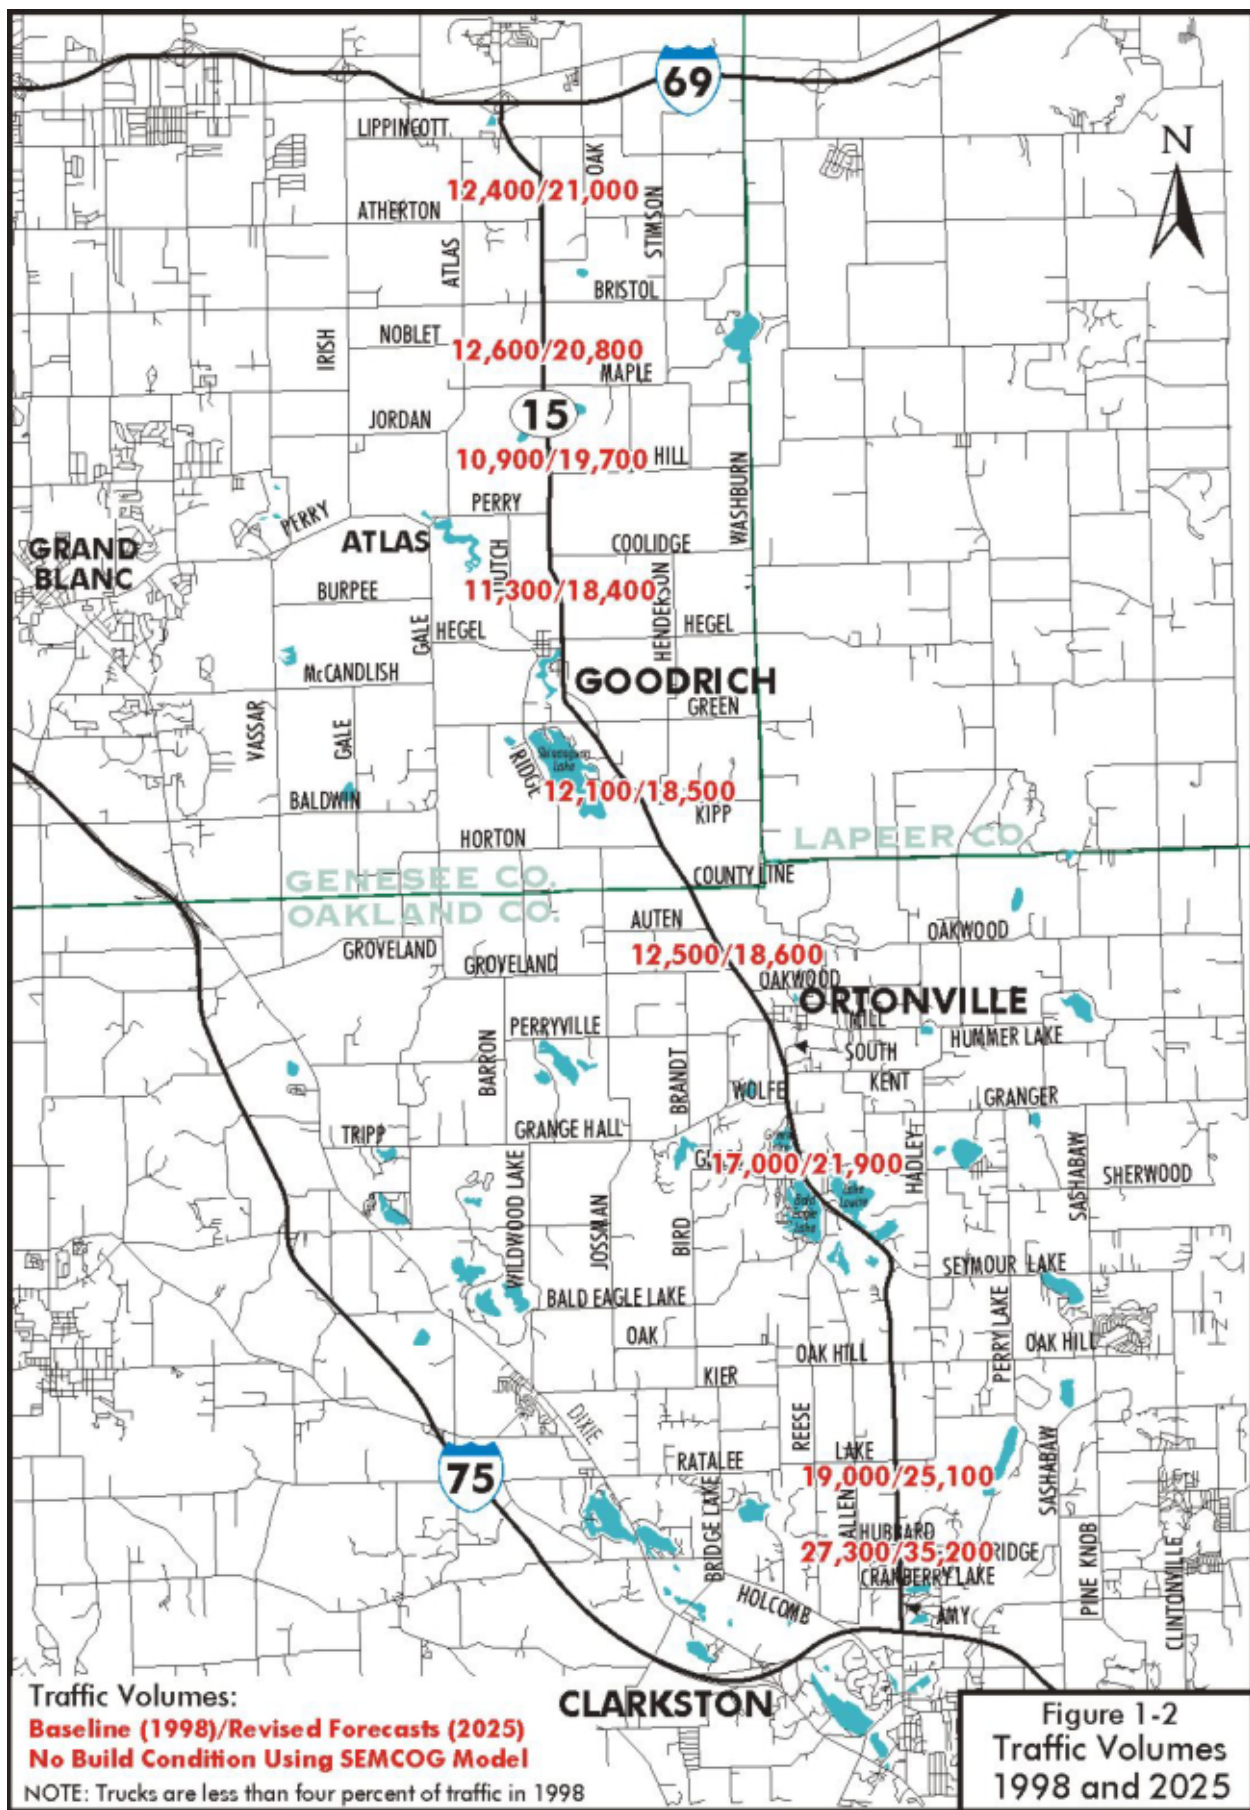 69
LIPPINCOTT
OAK
N
12,400/21,000
ATHERTON
STIMSON
ATLAS
BRISTOL
NOBLET
IRISH
12,600/20,800
MAPLE
15
JORDAN
10,900/19,700
HILL
WASHBURN
PERRY
PERRY
ATLAS
GRAND
BLANC
COOLIDGE
BURPEE
11,300/18,400
HENDERSON
GALE
HEGEL
HEGEL
McCANDLISH
GOODRICH
GREEN
VASSAR
GALE
RIDGE
Lake
12,100/18,500
BALDWIN
KIPP
HORTON
LAPEER CO.
GENESEE CO.
COUNTY LINE
OAKLAND CO.
AUTEN
OAKWOOD
GROVELAND
GROVELAND
12,500/18,600
OAKWOOD
ORTONVILLE
MILL
PERRYVILLE
HUMMER LAKE
SOUTH
BARRON
BRANDT
WOLFE
KENT
GRANGER
TRIPP
GRANGE HALL
17,000/21,900
HADLEY
SASHABAW
SHERWOOD
WILDWOOD LAKE
JOSSMAN
BIRD
Bald
Eagle
Lake
Lake
Louise
SEYMOUR LAKE
BALD EAGLE LAKE
PERRY LAKE
OAK
OAK HILL
OAK HILL
KIER
DIXIE
REESE
RATALEE
LAKE
75
19,000/25,100
SASHABAW
BRIDGE LAKE
ALLEN
HUBBARD
27,300/35,200
RIDGE
CRANBERRY LAKE
PINE KNOB
CLINTONVILLE
HOLCOMB
AMY
CLARKSTON
Traffic Volumes:
Baseline (1998)/Revised Forecasts (2025)
No Build Condition Using SEMCOG Model
NOTE: Trucks are less than four percent of traffic in 1998
Figure 1-2
Traffic Volumes
1998 and 2025